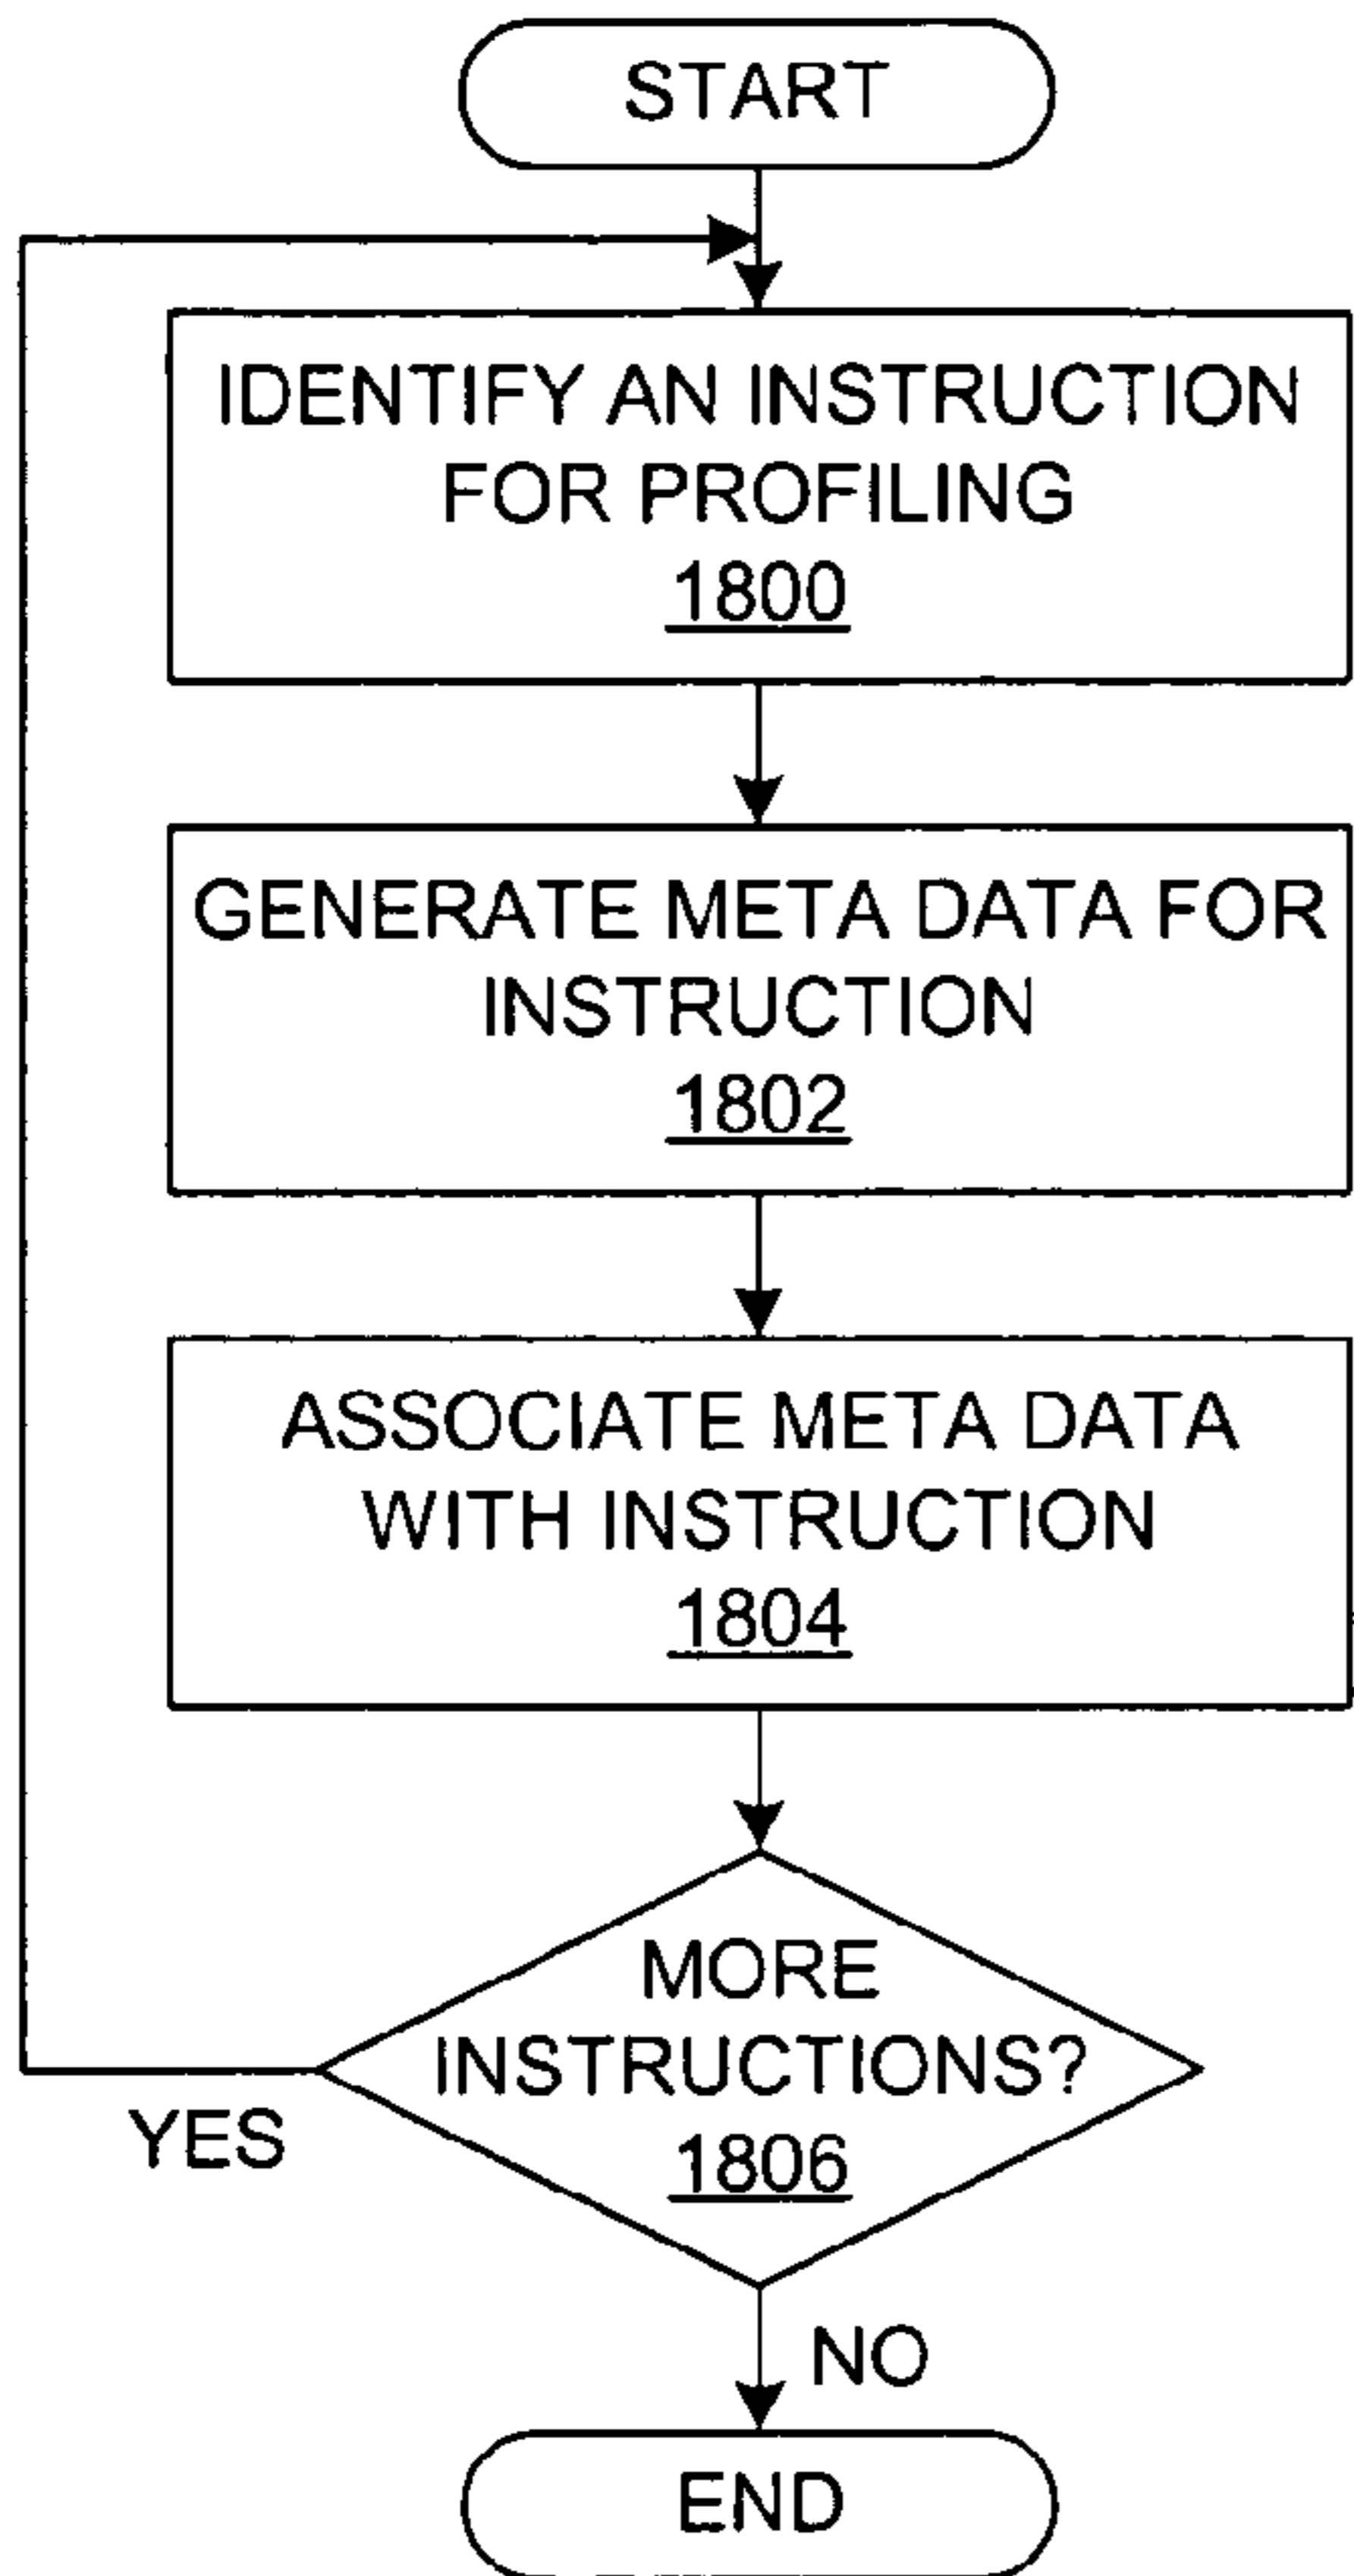 START
IDENTIFY AN INSTRUCTION
FOR PROFILING
1800
GENERATE META DATA FOR
INSTRUCTION
1802
ASSOCIATE META DATA
WITH INSTRUCTION
1804
MORE
INSTRUCTIONS?
1806
YES
NO
END